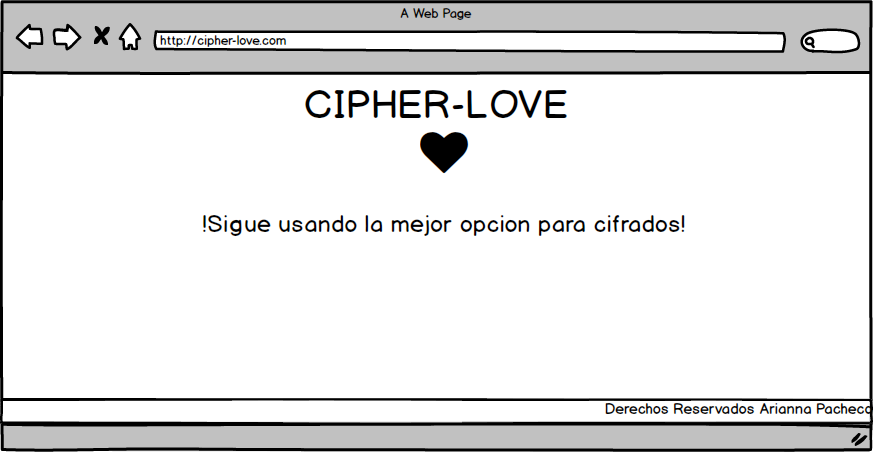 A Web Page
http://cipher-love.com
CIPHER-LOVE
!Sigue usando la mejor opcion para cifrados!
Derechos Reservados Arianna Pacheco